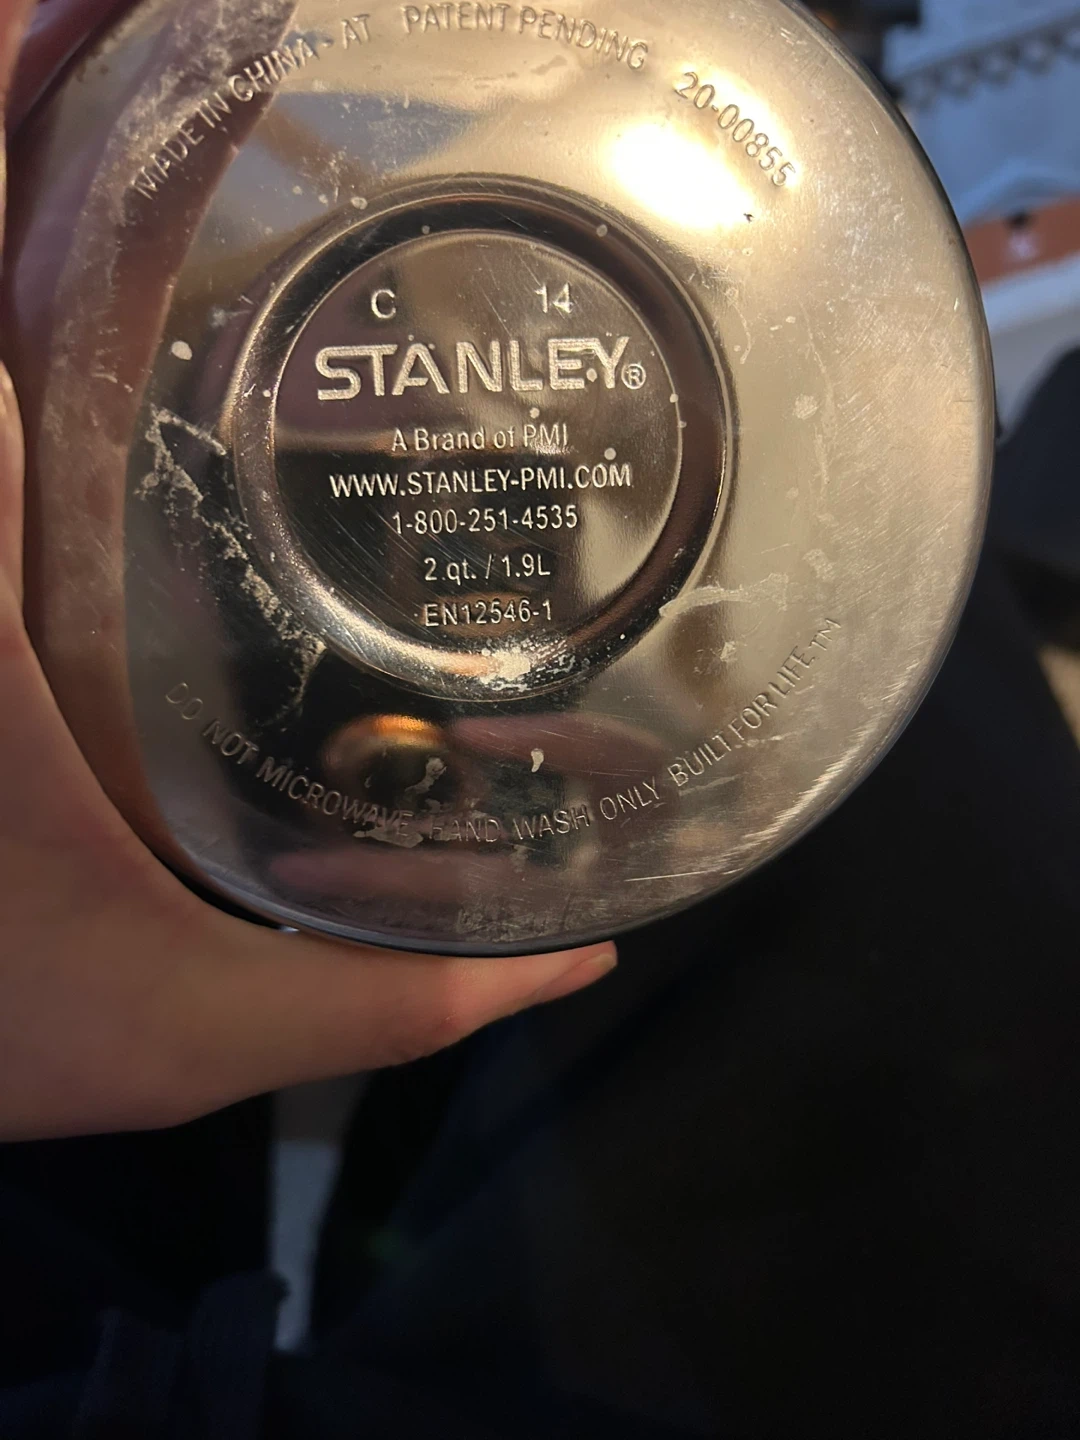 MADE IN CHINA - AT PATENT PENDING 20-00855
C 14
STANLEY®
A Brand of PMI
WWW.STANLEY-PMI.COM
1-800-251-4535
2 qt. / 1.9L
EN12546-1
DO NOT MICROWAVE HAND WASH ONLY BUILT FOR LIFE.™